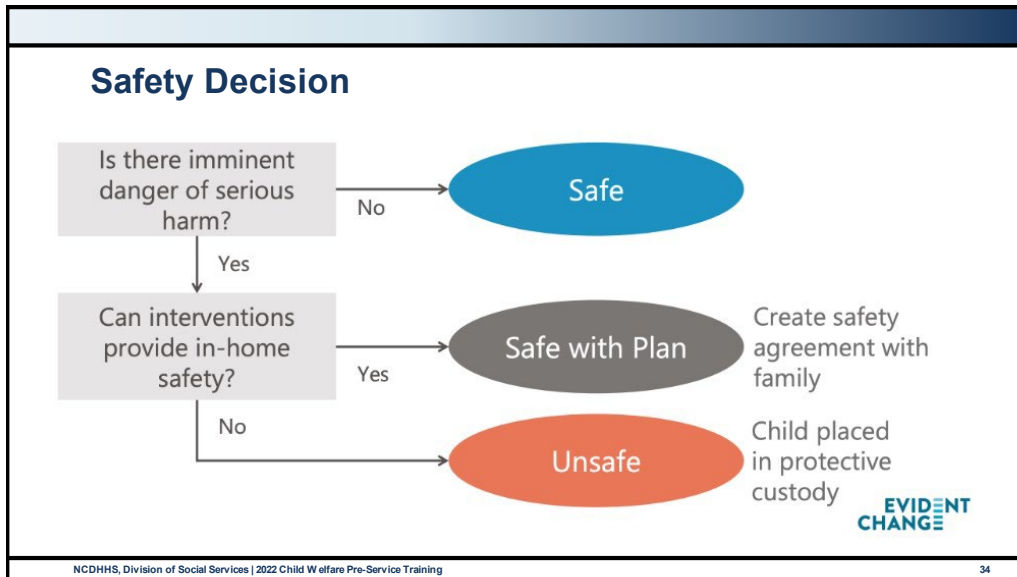 Safety Decision
Is there imminent
danger of serious
harm?
No
Safe
Yes
Can interventions
provide in-home
safety?
Yes
Safe with Plan
Create safety
agreement with
family
No
Unsafe
Child placed
in protective
custody
EVIDENT
CHANGE
NCDHHS, Division of Social Services | 2022 Child Welfare Pre-Service Training
34